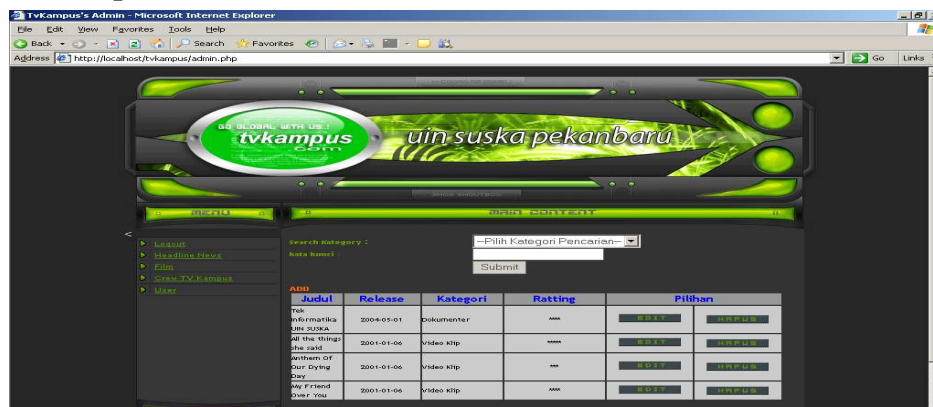 TvKampus's Admin - Microsoft Internet Explorer
File Edit View Favorites Tools Help
Back Search Favorites
Address http://localhost/tvkampus/admin.php Go Links
GO GLOBAL WITH US..!
tvkampus
.com
uin suska pekanbaru
MENU
MAIN CONTENT
Logout
Headline News
Film
Crew TV Kampus
User
Search Kategory :
--Pilih Kategori Pencarian--
kata kunci :
Submit
ADD
Judul Release Kategori Ratting Pilihan
Tek Informatika UIN SUSKA 2004-05-01 Dokumenter **** EDIT HAPUS
All the things she said 2001-01-06 Video Klip ***** EDIT HAPUS
Anthem Of Our Dying Day 2001-01-06 Video Klip *** EDIT HAPUS
My Friend Over You 2001-01-06 Video Klip **** EDIT HAPUS